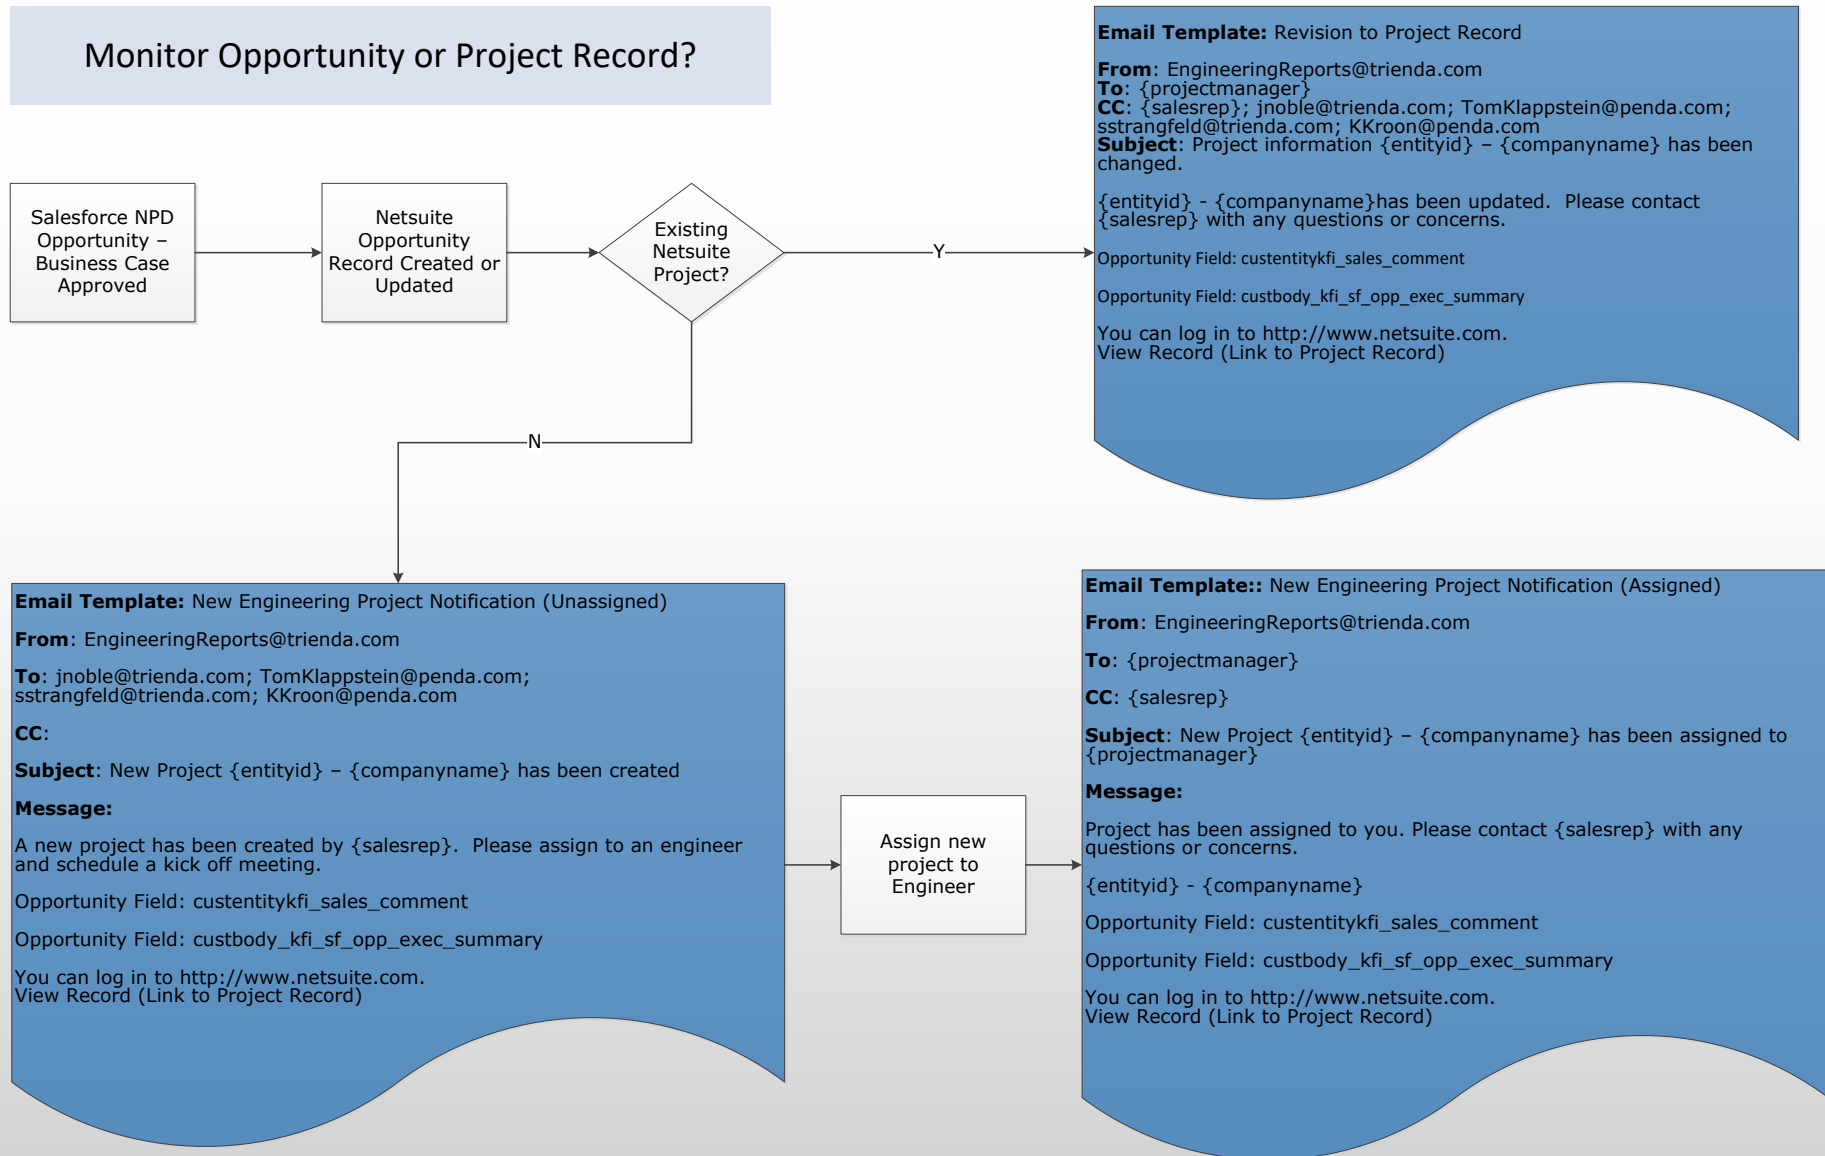 Monitor Opportunity or Project Record?
Salesforce NPD
Opportunity –
Business Case
Approved
Netsuite
Opportunity
Record Created or
Updated
Existing
Netsuite
Project?
Y
N
Email Template: Revision to Project Record
From: EngineeringReports@trienda.com
To: {projectmanager}
CC: {salesrep}; jnoble@trienda.com; TomKlappstein@penda.com;
sstrangfeld@trienda.com; KKroon@penda.com
Subject: Project information {entityid} – {companyname} has been
changed.
{entityid} - {companyname}has been updated.  Please contact
{salesrep} with any questions or concerns.
Opportunity Field: custentitykfi_sales_comment
Opportunity Field: custbody_kfi_sf_opp_exec_summary
You can log in to http://www.netsuite.com.
View Record (Link to Project Record)
Email Template: New Engineering Project Notification (Unassigned)
From: EngineeringReports@trienda.com
To: jnoble@trienda.com; TomKlappstein@penda.com;
sstrangfeld@trienda.com; KKroon@penda.com
CC:
Subject: New Project {entityid} – {companyname} has been created
Message:
A new project has been created by {salesrep}.  Please assign to an engineer
and schedule a kick off meeting.
Opportunity Field: custentitykfi_sales_comment
Opportunity Field: custbody_kfi_sf_opp_exec_summary
You can log in to http://www.netsuite.com.
View Record (Link to Project Record)
Assign new
project to
Engineer
Email Template:: New Engineering Project Notification (Assigned)
From: EngineeringReports@trienda.com
To: {projectmanager}
CC: {salesrep}
Subject: New Project {entityid} – {companyname} has been assigned to
{projectmanager}
Message:
Project has been assigned to you. Please contact {salesrep} with any
questions or concerns.
{entityid} - {companyname}
Opportunity Field: custentitykfi_sales_comment
Opportunity Field: custbody_kfi_sf_opp_exec_summary
You can log in to http://www.netsuite.com.
View Record (Link to Project Record)